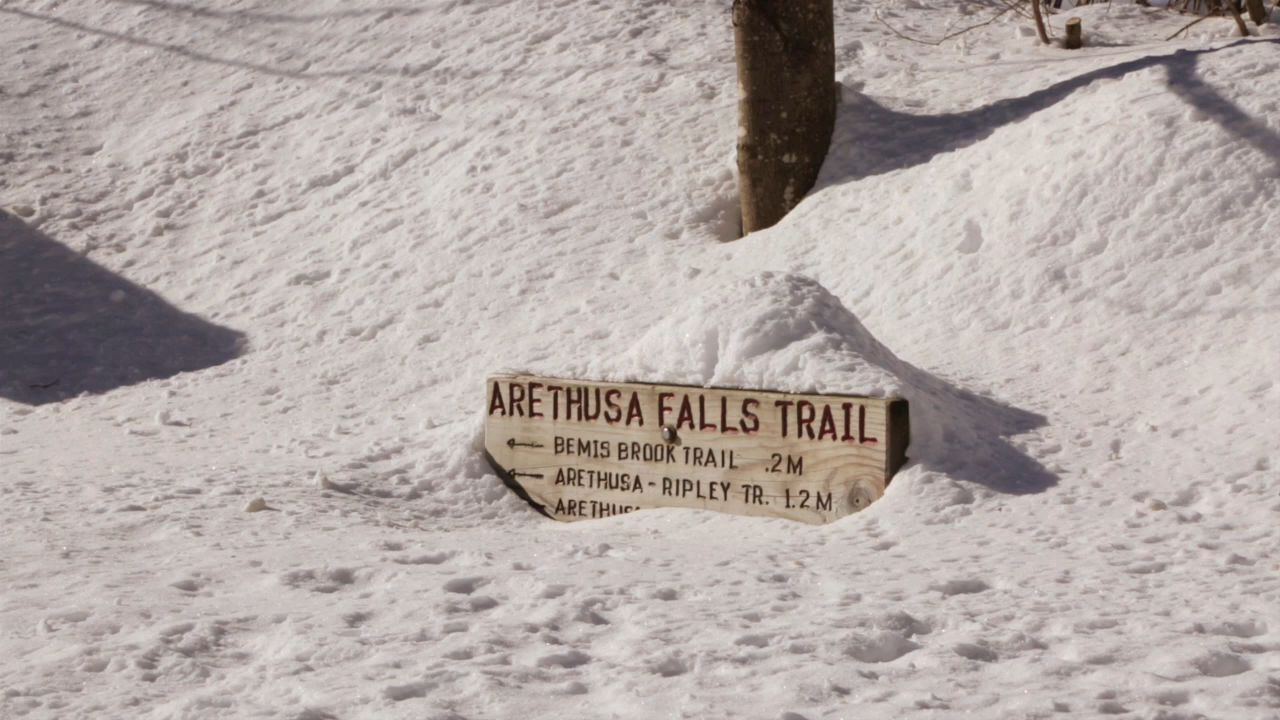 ARETHUSA FALLS TRAIL
BEMIS BROOK TRAIL .2M
ARETHUSA - RIPLEY TR. 1.2M